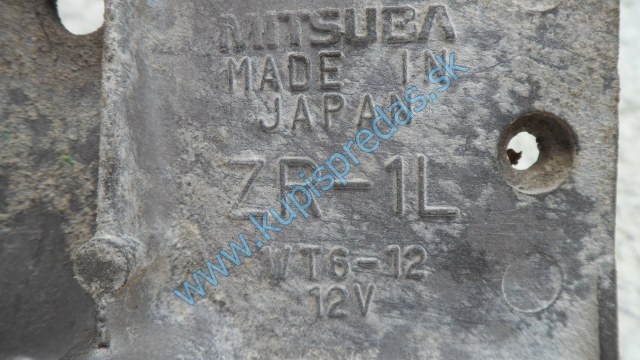 MITSUBA
MADE IN
JAPAN
ZR-1L
WT6-12
12V
www.kupispredas.sk